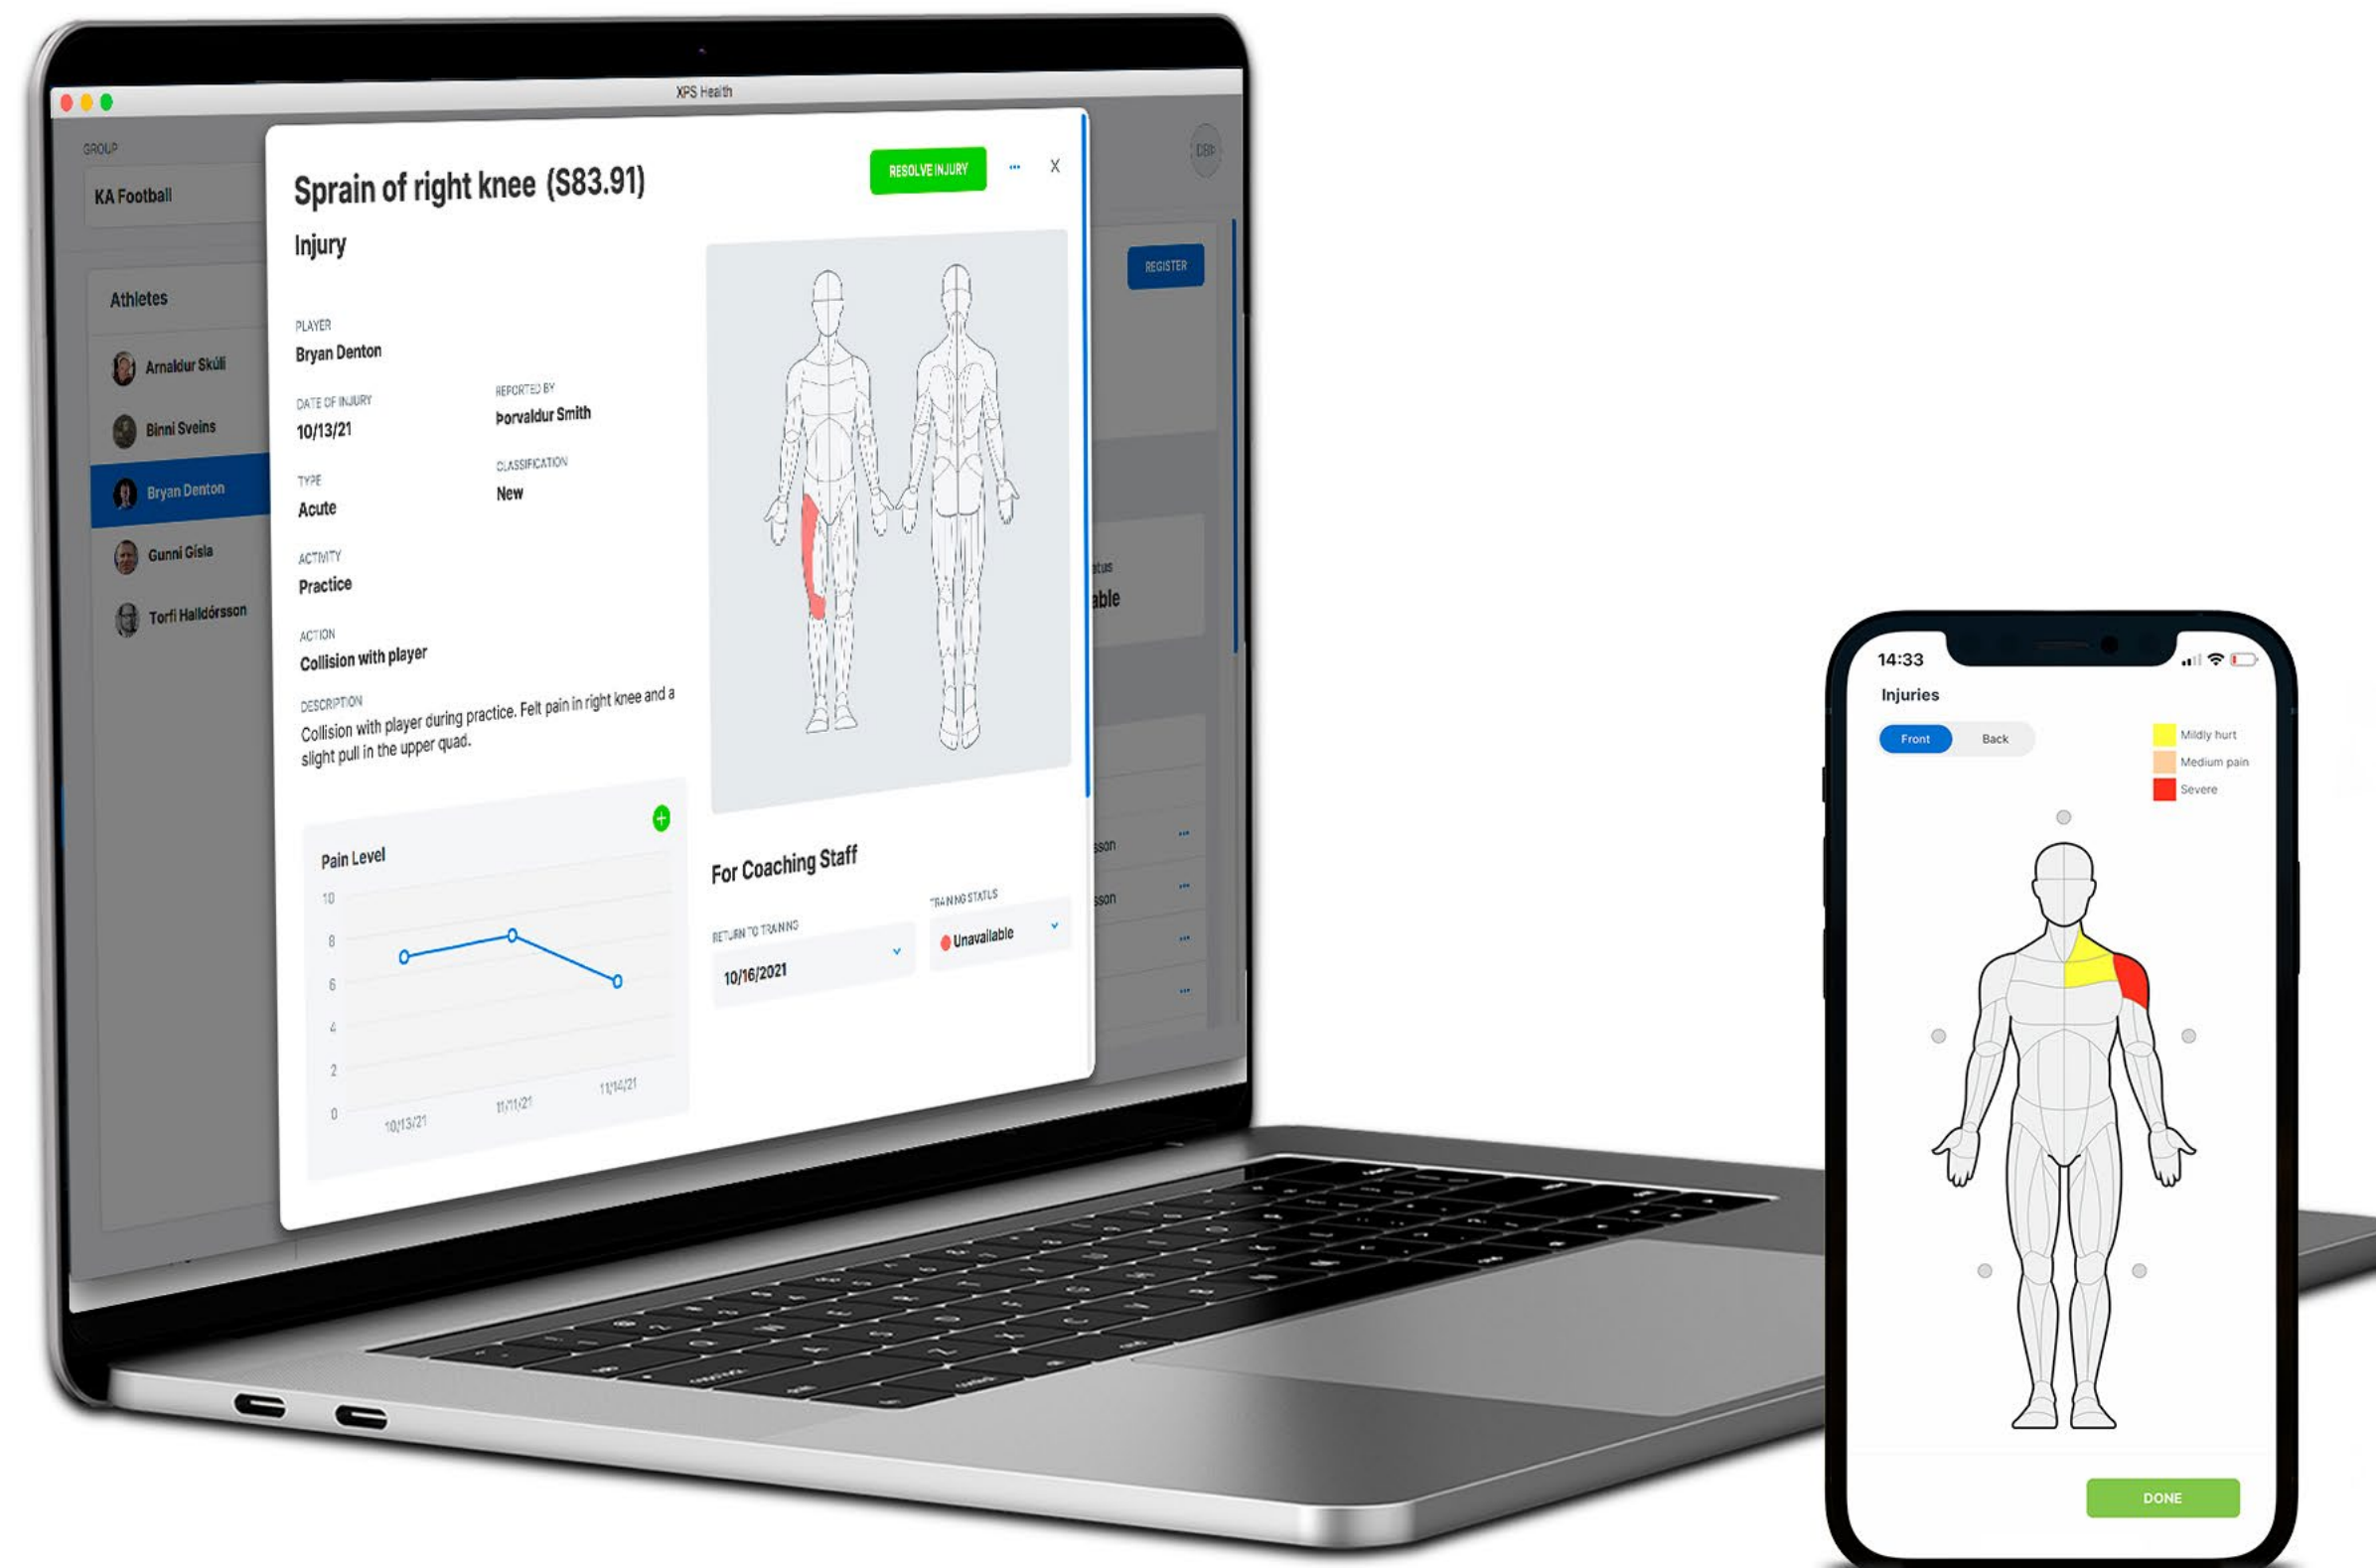 XPS Health
GROUP
KA Football
Athletes
Arnaldur Skúli
Binni Sveins
Bryan Denton
Gunni Gísla
Torfi Halldórsson
REGISTER
Sprain of right knee (S83.91)
RESOLVE INJURY
X
Injury
PLAYER
Bryan Denton
DATE OF INJURY
10/13/21
REPORTED BY
Þorvaldur Smith
TYPE
Acute
CLASSIFICATION
New
ACTIVITY
Practice
ACTION
Collision with player
DESCRIPTION
Collision with player during practice. Felt pain in right knee and a
slight pull in the upper quad.
Pain Level
10
8
6
4
2
0
10/13/21
11/11/21
11/14/21
For Coaching Staff
RETURN TO TRAINING
10/16/2021
TRAINING STATUS
Unavailable
able
sson
sson
14:33
Injuries
Front
Back
Mildly hurt
Medium pain
Severe
DONE